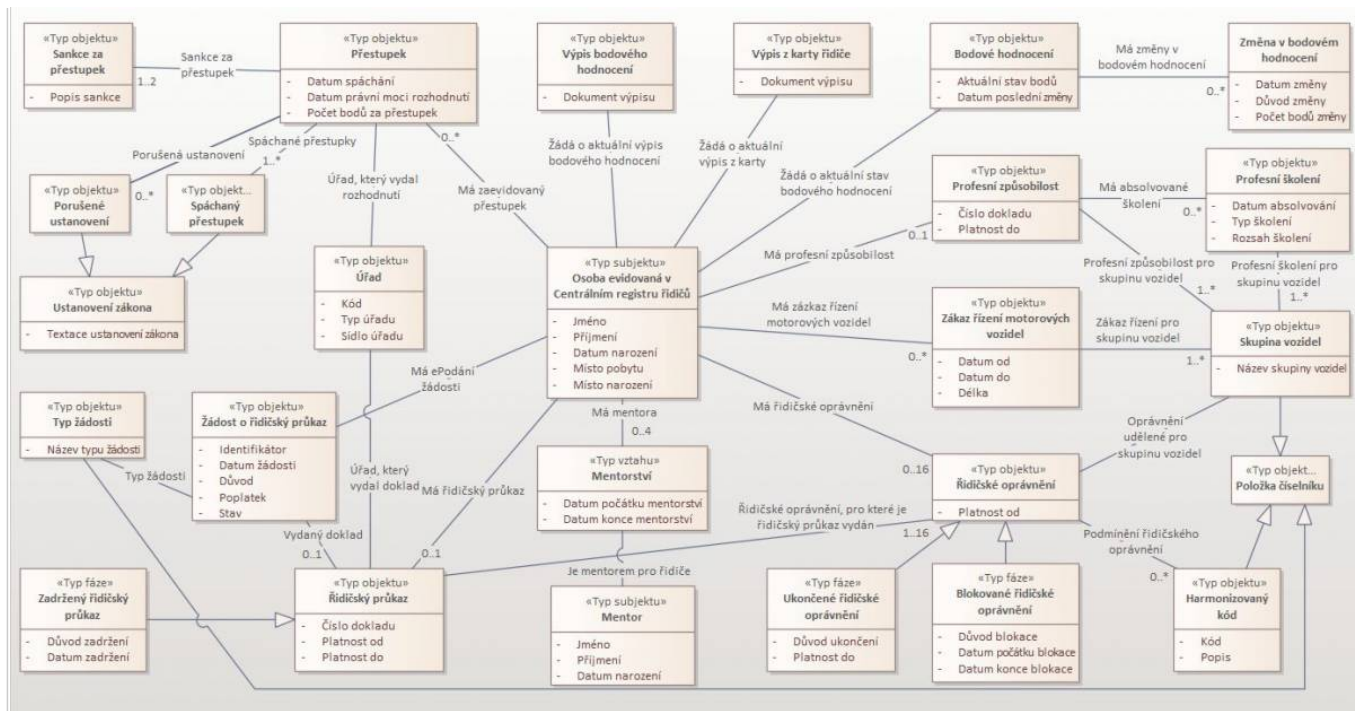 «Typ objektu»
Sankce za
přestupek
- Popis sankce
Sankce za
přestupek
1..2
«Typ objektu»
Přestupek
- Datum spáchání
- Datum právní moci rozhodnutí
- Počet bodů za přestupek
«Typ objektu»
Výpis bodového
hodnocení
- Dokument výpisu
«Typ objektu»
Výpis z karty řidiče
- Dokument výpisu
«Typ objektu»
Bodové hodnocení
- Aktuální stav bodů
- Datum poslední změny
Má změny v
bodovém hodnocení
0..*
«Typ objektu»
Změna v bodovém
hodnocení
- Datum změny
- Důvod změny
- Počet bodů změny
Porušená ustanovení
0..*
Spáchané přestupky
1..*
Úřad, který vydal
rozhodnutí
0..*
Má zaevidovaný
přestupek
Žádá o aktuální výpis
bodového hodnocení
Žádá o aktuální
výpis z karty
Žádá o aktuální stav
bodového hodnocení
«Typ objektu»
Porušené
ustanovení
«Typ objekt...
Spáchaný
přestupek
«Typ objektu»
Profesní způsobilost
- Číslo dokladu
- Platnost do
Má absolvované
školení
0..*
«Typ objektu»
Profesní školení
- Datum absolvování
- Typ školení
- Rozsah školení
«Typ objektu»
Ustanovení zákona
- Textace ustanovení zákona
«Typ objektu»
Úřad
- Kód
- Typ úřadu
- Sídlo úřadu
«Typ subjektu»
Osoba evidovaná v
Centrálním registru řidičů
- Jméno
- Příjmení
- Datum narození
- Místo pobytu
- Místo narození
0..1
Má profesní způsobilost
Profesní způsobilost pro
skupinu vozidel
1..*
Profesní školení pro
skupinu vozidel
1..*
Má zázkaz řízení
motorových vozidel
0..*
«Typ objektu»
Zákaz řízení motorových
vozidel
- Datum od
- Datum do
- Délka
Zákaz řízení pro
skupinu vozidel
1..*
«Typ objektu»
Skupina vozidel
- Název skupiny vozidel
Má ePodání
žádosti
«Typ objektu»
Typ žádosti
- Název typu žádosti
Typ žádosti
«Typ objektu»
Žádost o řidičský průkaz
- Identifikátor
- Datum žádosti
- Důvod
- Poplatek
- Stav
Má mentora
0..4
Má řidičské oprávnění
0..16
Oprávnění
udělené pro
skupinu vozidel
«Typ vztahu»
Mentorství
- Datum počátku mentorství
- Datum konce mentorství
«Typ objektu»
Řidičské oprávnění
- Platnost od
«Typ objekt...
Položka číselníku
Úřad, který
vydal doklad
Má řidičský průkaz
0..1
Vydaný doklad
0..1
Řidičské oprávnění, pro které je
řidičský průkaz vydán
1..16
Podmínění řidičského
oprávnění
0..*
«Typ fáze»
Zadržený řidičský
průkaz
- Důvod zadržení
- Datum zadržení
«Typ objektu»
Řidičský průkaz
- Číslo dokladu
- Platnost od
- Platnost do
Je mentorem pro řidiče
«Typ subjektu»
Mentor
- Jméno
- Příjmení
- Datum narození
«Typ fáze»
Ukončené řidičské
oprávnění
- Důvod ukončení
- Platnost do
«Typ fáze»
Blokované řidičské
oprávnění
- Důvod blokace
- Datum počátku blokace
- Datum konce blokace
«Typ objektu»
Harmonizovaný
kód
- Kód
- Popis